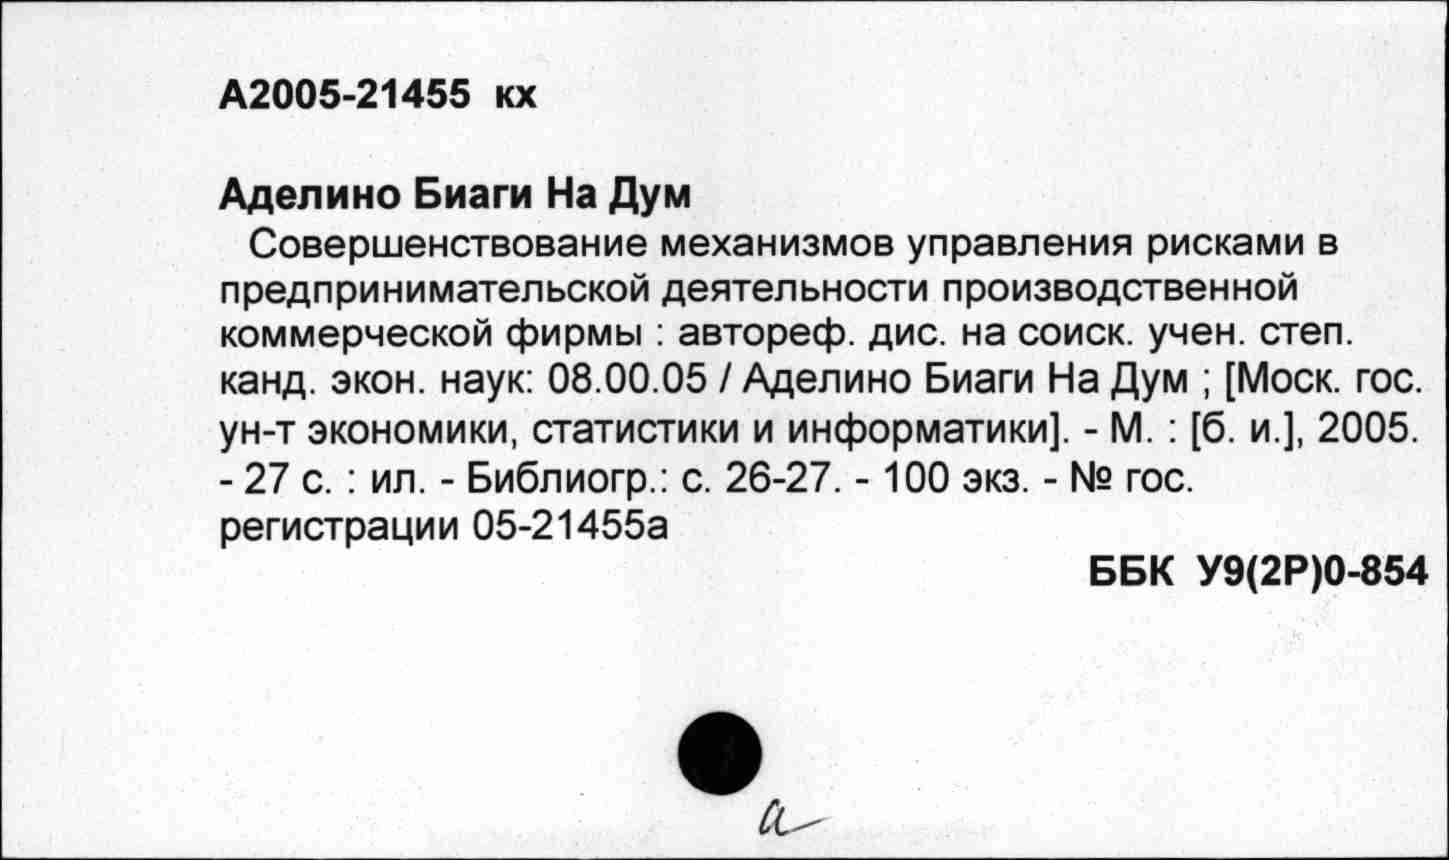 А2005-21455 кх
Аделино Биаги На Дум
Совершенствование механизмов управления рисками в
предпринимательской деятельности производственной
коммерческой фирмы : автореф. дис. на соиск. учен. степ.
канд. экон. наук: 08.00.05 / Аделино Биаги На Дум ; [Моск. гос.
ун-т экономики, статистики и информатики]. - М. : [б. и.], 2005.
- 27 с. : ил. - Библиогр.: с. 26-27. - 100 экз. - № гос.
регистрации 05-21455а
ББК У9(2Р)0-854
а